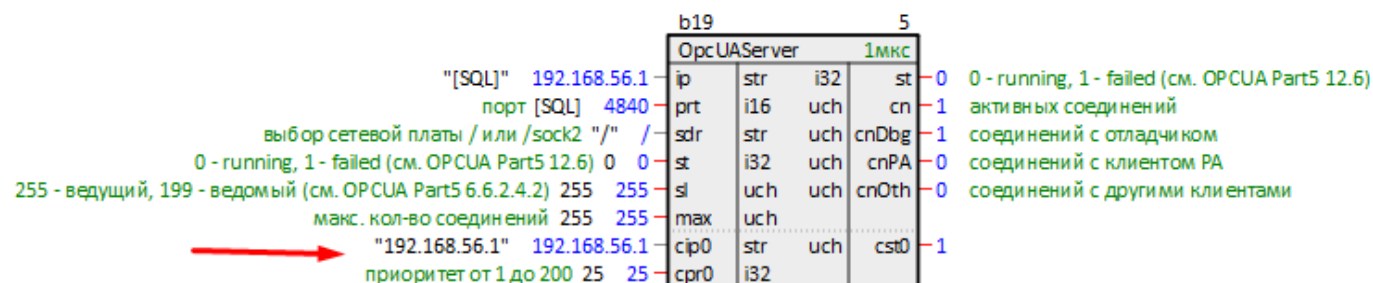 b19 5
OpcUAServer 1мкс
"[SQL]" 192.168.56.1 ip str i32 st 0 0 - running, 1 - failed (см. OPCUA Part5 12.6)
порт [SQL] 4840 prt i16 uch cn 1 активных соединений
выбор сетевой платы / или /sock2 "/" / sdr str uch cnDbg 1 соединений с отладчиком
0 - running, 1 - failed (см. OPCUA Part5 12.6) 0 0 st i32 uch cnPA 0 соединений с клиентом PA
255 - ведущий, 199 - ведомый (см. OPCUA Part5 6.6.2.4.2) 255 255 sl uch uch cnOth 0 соединений с другими клиентами
макс. кол-во соединений 255 255 max uch
"192.168.56.1" 192.168.56.1 cip0 str uch cst0 1
приоритет от 1 до 200 25 25 cpr0 i32